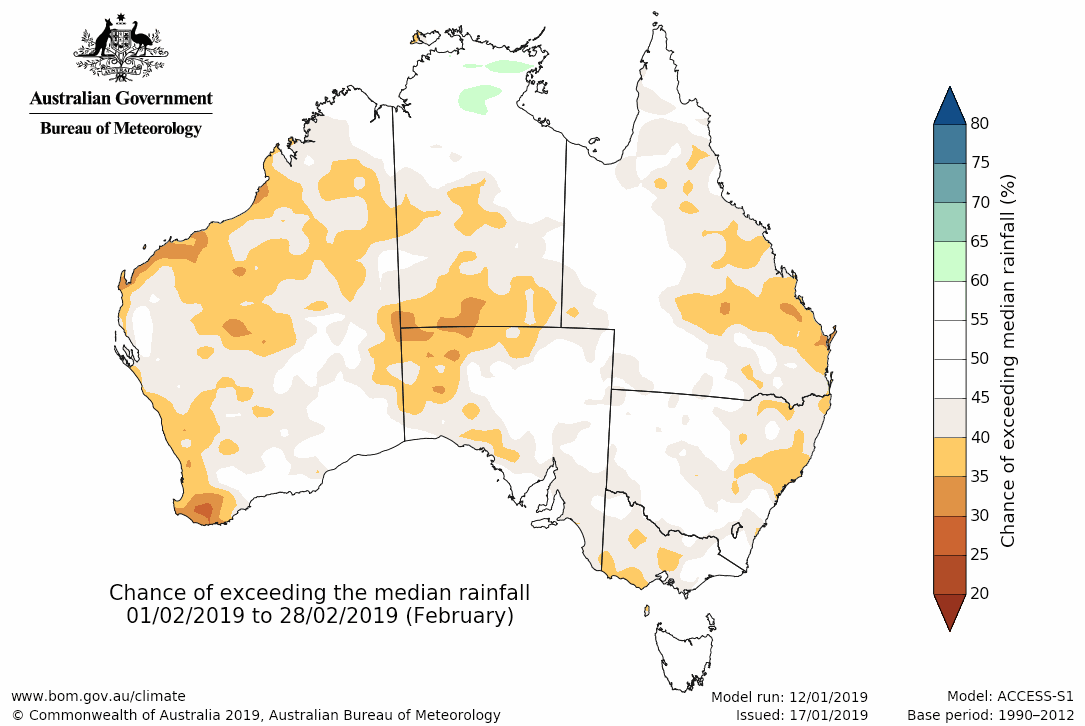 AUSTRALIA
Australian Government
Bureau of Meteorology
80
75
70
65
60
55
50
45
40
35
30
25
20
Chance of exceeding median rainfall (%)
Chance of exceeding the median rainfall
01/02/2019 to 28/02/2019 (February)
www.bom.gov.au/climate
© Commonwealth of Australia 2019, Australian Bureau of Meteorology
Model run: 12/01/2019
Issued: 17/01/2019
Model: ACCESS-S1
Base period: 1990–2012